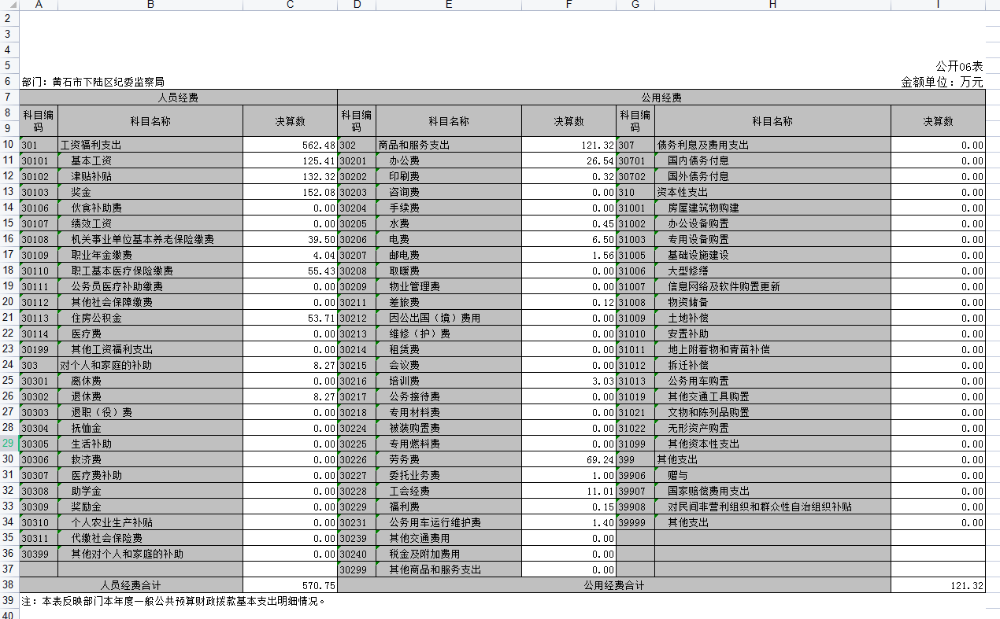 A B C D E F G H I
2
3
4
5 公开06表
6 部门：黄石市下陆区纪委监察局 金额单位：万元
7 人员经费 公用经费
8 科目编码 科目名称 决算数 科目编码 科目名称 决算数 科目编码 科目名称 决算数
9
10 301 工资福利支出 562.48 302 商品和服务支出 121.32 307 债务利息及费用支出 0.00
11 30101 基本工资 125.41 30201 办公费 26.54 30701 国内债务付息 0.00
12 30102 津贴补贴 132.32 30202 印刷费 0.32 30702 国外债务付息 0.00
13 30103 奖金 152.08 30203 咨询费 0.00 310 资本性支出 0.00
14 30106 伙食补助费 0.00 30204 手续费 0.00 31001 房屋建筑物购建 0.00
15 30107 绩效工资 0.00 30205 水费 0.45 31002 办公设备购置 0.00
16 30108 机关事业单位基本养老保险缴费 39.50 30206 电费 6.50 31003 专用设备购置 0.00
17 30109 职业年金缴费 4.04 30207 邮电费 1.56 31005 基础设施建设 0.00
18 30110 职工基本医疗保险缴费 55.43 30208 取暖费 0.00 31006 大型修缮 0.00
19 30111 公务员医疗补助缴费 0.00 30209 物业管理费 0.00 31007 信息网络及软件购置更新 0.00
20 30112 其他社会保障缴费 0.00 30211 差旅费 0.12 31008 物资储备 0.00
21 30113 住房公积金 53.71 30212 因公出国（境）费用 0.00 31009 土地补偿 0.00
22 30114 医疗费 0.00 30213 维修（护）费 0.00 31010 安置补助 0.00
23 30199 其他工资福利支出 0.00 30214 租赁费 0.00 31011 地上附着物和青苗补偿 0.00
24 303 对个人和家庭的补助 8.27 30215 会议费 0.00 31012 拆迁补偿 0.00
25 30301 离休费 0.00 30216 培训费 3.03 31013 公务用车购置 0.00
26 30302 退休费 8.27 30217 公务接待费 0.00 31019 其他交通工具购置 0.00
27 30303 退职（役）费 0.00 30218 专用材料费 0.00 31021 文物和陈列品购置 0.00
28 30304 抚恤金 0.00 30224 被装购置费 0.00 31022 无形资产购置 0.00
29 30305 生活补助 0.00 30225 专用燃料费 0.00 31099 其他资本性支出 0.00
30 30306 救济费 0.00 30226 劳务费 69.24 399 其他支出 0.00
31 30307 医疗费补助 0.00 30227 委托业务费 1.00 39906 赠与 0.00
32 30308 助学金 0.00 30228 工会经费 11.01 39907 国家赔偿费用支出 0.00
33 30309 奖励金 0.00 30229 福利费 0.15 39908 对民间非营利组织和群众性自治组织补贴 0.00
34 30310 个人农业生产补贴 0.00 30231 公务用车运行维护费 1.40 39999 其他支出 0.00
35 30311 代缴社会保险费 0.00 30239 其他交通费用 0.00
36 30399 其他对个人和家庭的补助 0.00 30240 税金及附加费用 0.00
37 30299 其他商品和服务支出 0.00
38 人员经费合计 570.75 公用经费合计 121.32
39 注：本表反映部门本年度一般公共预算财政拨款基本支出明细情况。
40